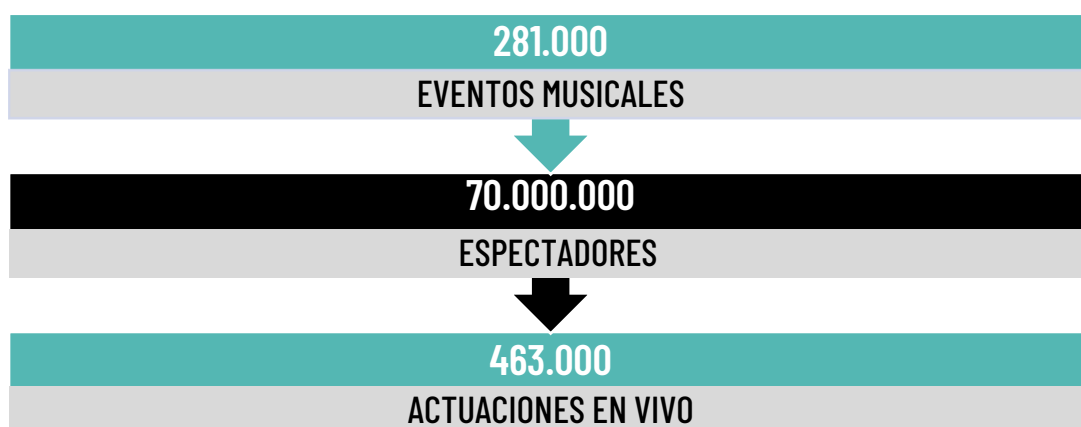 281.000
EVENTOS MUSICALES
70.000.000
ESPECTADORES
463.000
ACTUACIONES EN VIVO